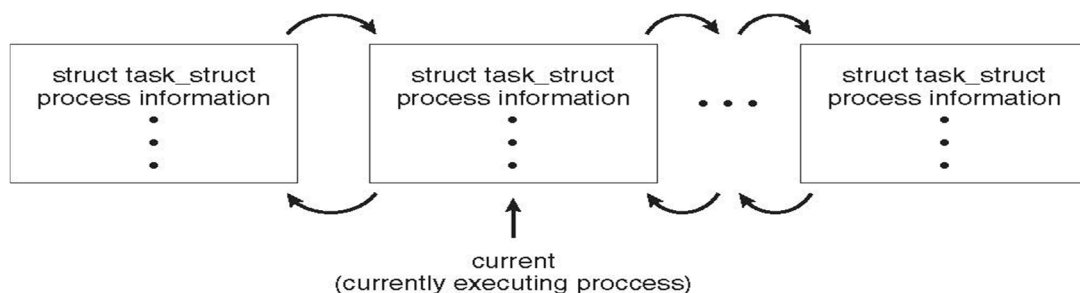 struct task_struct
process information
struct task_struct
process information
struct task_struct
process information
current
(currently executing proccess)